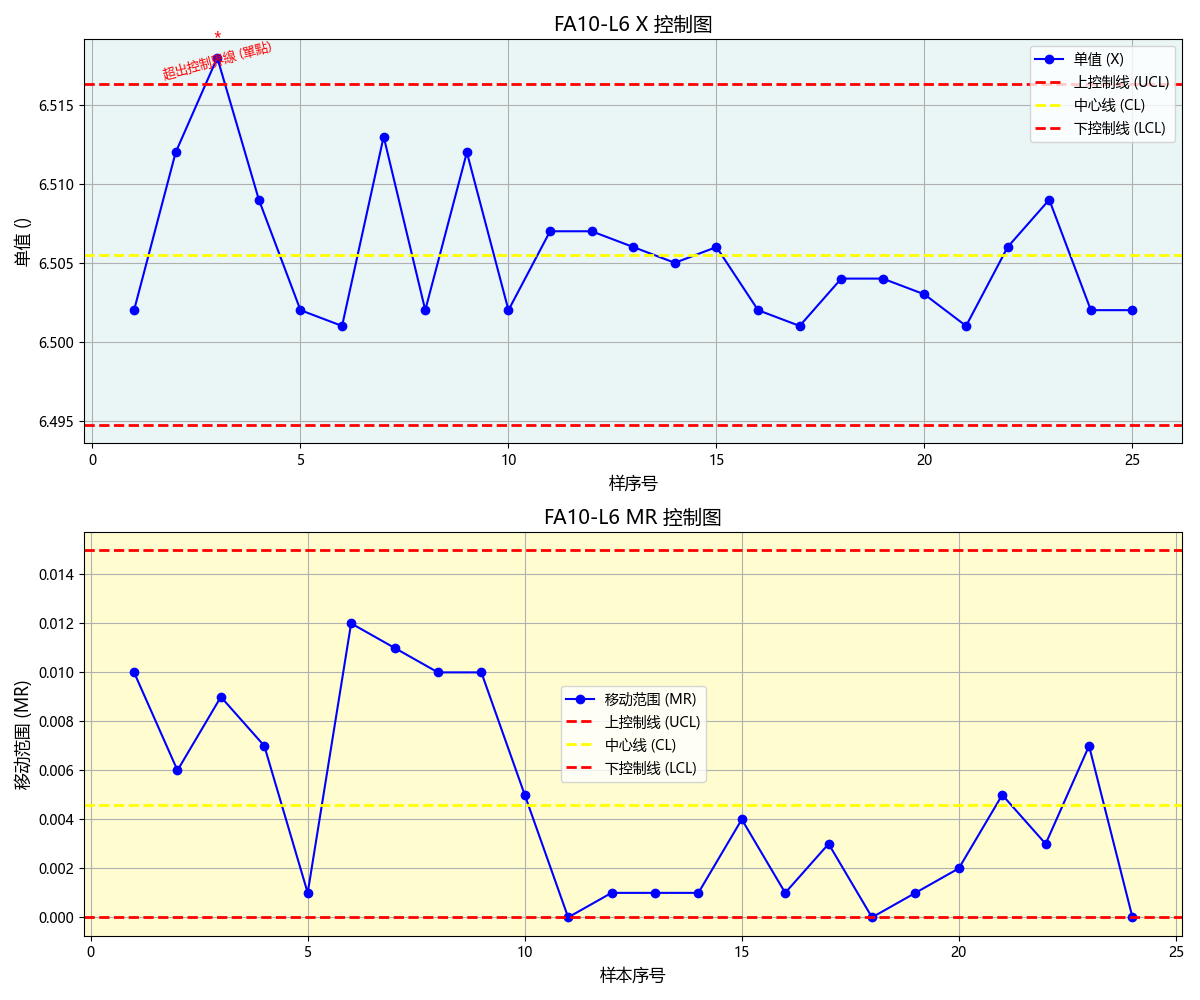 FA10-L6 X 控制图
*
超出控制界线 (單點)
单值 (X)
上控制线 (UCL)
中心线 (CL)
下控制线 (LCL)
6.515
6.510
6.505
6.500
6.495
单值 ()
0 5 10 15 20 25
样序号
FA10-L6 MR 控制图
移动范围 (MR)
上控制线 (UCL)
中心线 (CL)
下控制线 (LCL)
0.014
0.012
0.010
0.008
0.006
0.004
0.002
0.000
移动范围 (MR)
0 5 10 15 20 25
样本序号